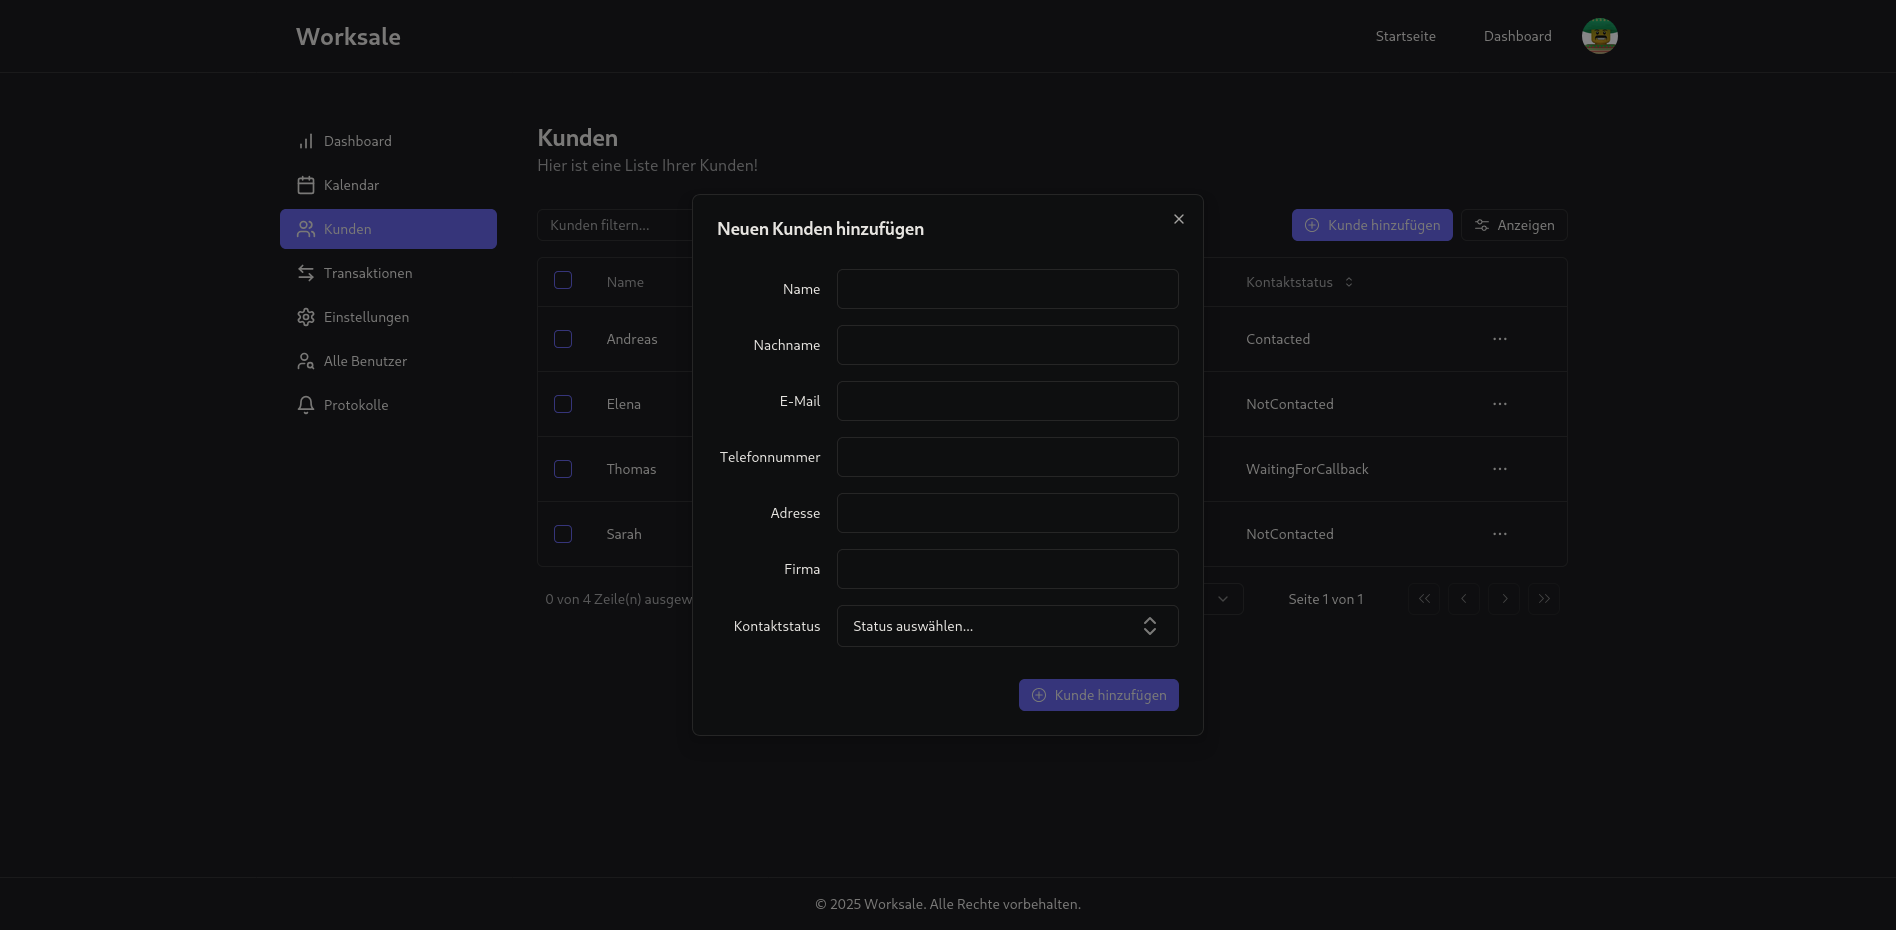 Worksale
Startseite
Dashboard
Dashboard
Kalendar
Kunden
Transaktionen
Einstellungen
Alle Benutzer
Protokolle
Kunden
Hier ist eine Liste Ihrer Kunden!
Kunden filtern...
Kunde hinzufügen
Anzeigen
Name
Kontaktstatus
Andreas
Contacted
Elena
NotContacted
Thomas
WaitingForCallback
Sarah
NotContacted
0 von 4 Zeile(n) ausgew
Seite 1 von 1
Neuen Kunden hinzufügen
Name
Nachname
E-Mail
Telefonnummer
Adresse
Firma
Kontaktstatus
Status auswählen...
Kunde hinzufügen
© 2025 Worksale. Alle Rechte vorbehalten.